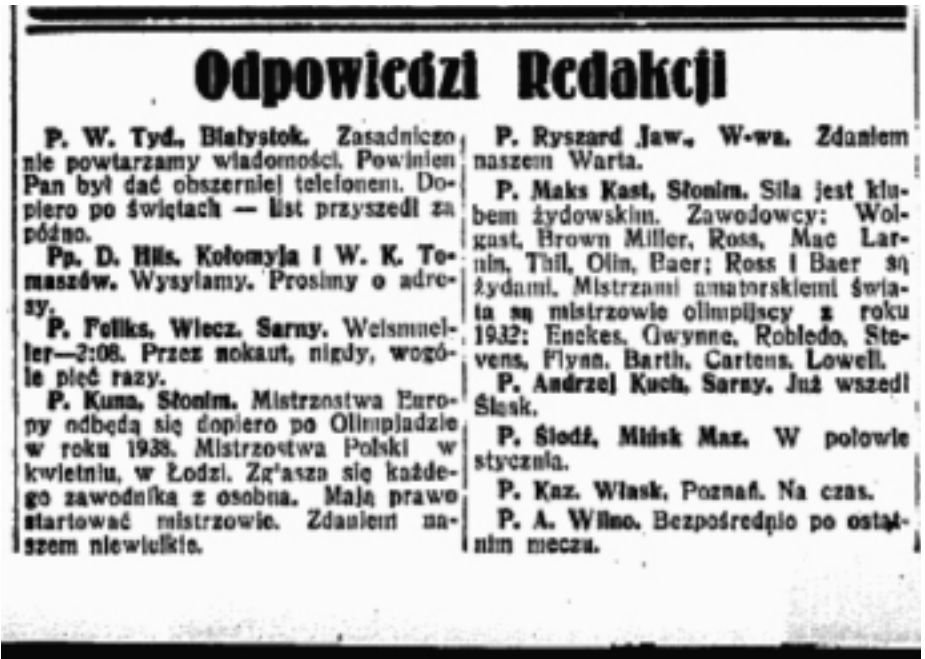 Odpowiedzi Redakcji
P. W. Tyd., Białystok. Zasadniczo
nie powtarzamy wiadomości. Powinien
Pan był dać obszerniej telefonem. Do-
piero po świętach — list przyszedł za
późno.
Pp. D. Hils. Kołomyja i W. K. To-
maszów. Wysyłamy. Prosimy o adre-
sy.
P. Feliks. Wiecz. Sarny. Weismuel-
ler—2:08. Przez nokaut, nigdy, wogó-
le pięć razy.
P. Kuna, Słonim. Mistrzostwa Euro-
py odbędą się dopiero po Olimpjadzie
w roku 1938. Mistrzostwa Polski w
kwietniu, w Łodzi. Zg'asza się każde-
go zawodnika z osobna. Mają prawo
startować mistrzowie. Zdaniem na-
szem niewielkie.
P. Ryszard Jaw., W-wa. Zdaniem
naszem Warta.
P. Maks Kast, Słonim. Siła jest klu-
bem żydowskim. Zawodowcy: Wol-
gast, Brown Miller, Ross, Mac Lar-
nin, Thil, Olin, Baer; Ross i Baer są
żydami. Mistrzami amatorskiemi świa-
ta są mistrzowie olimpijscy z roku
1932: Enekes, Gwynne, Robledo, Ste-
vens, Flynn, Barth, Cartens, Lowell.
P. Andrzej Kuch, Sarny. Już wszedł
Śląsk.
P. Śledź, Mińsk Maz. W połowie
stycznia.
P. Kaz. Włask, Poznań. Na czas.
P. A. Wilno. Bezpośrednio po ostat-
nim meczu.